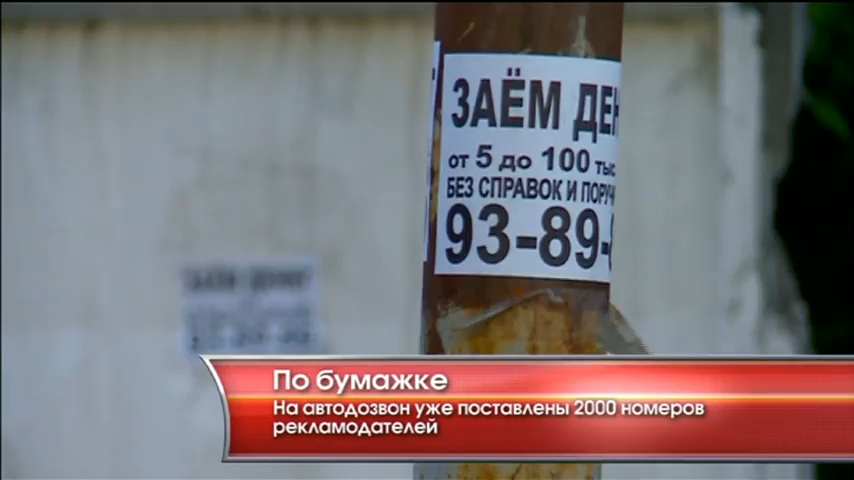 ЗАЁМ ДЕН
от 5 до 100 тыс
БЕЗ СПРАВОК И ПОРУЧ
93-89-
По бумажке
На автодозвон уже поставлены 2000 номеров
рекламодателей